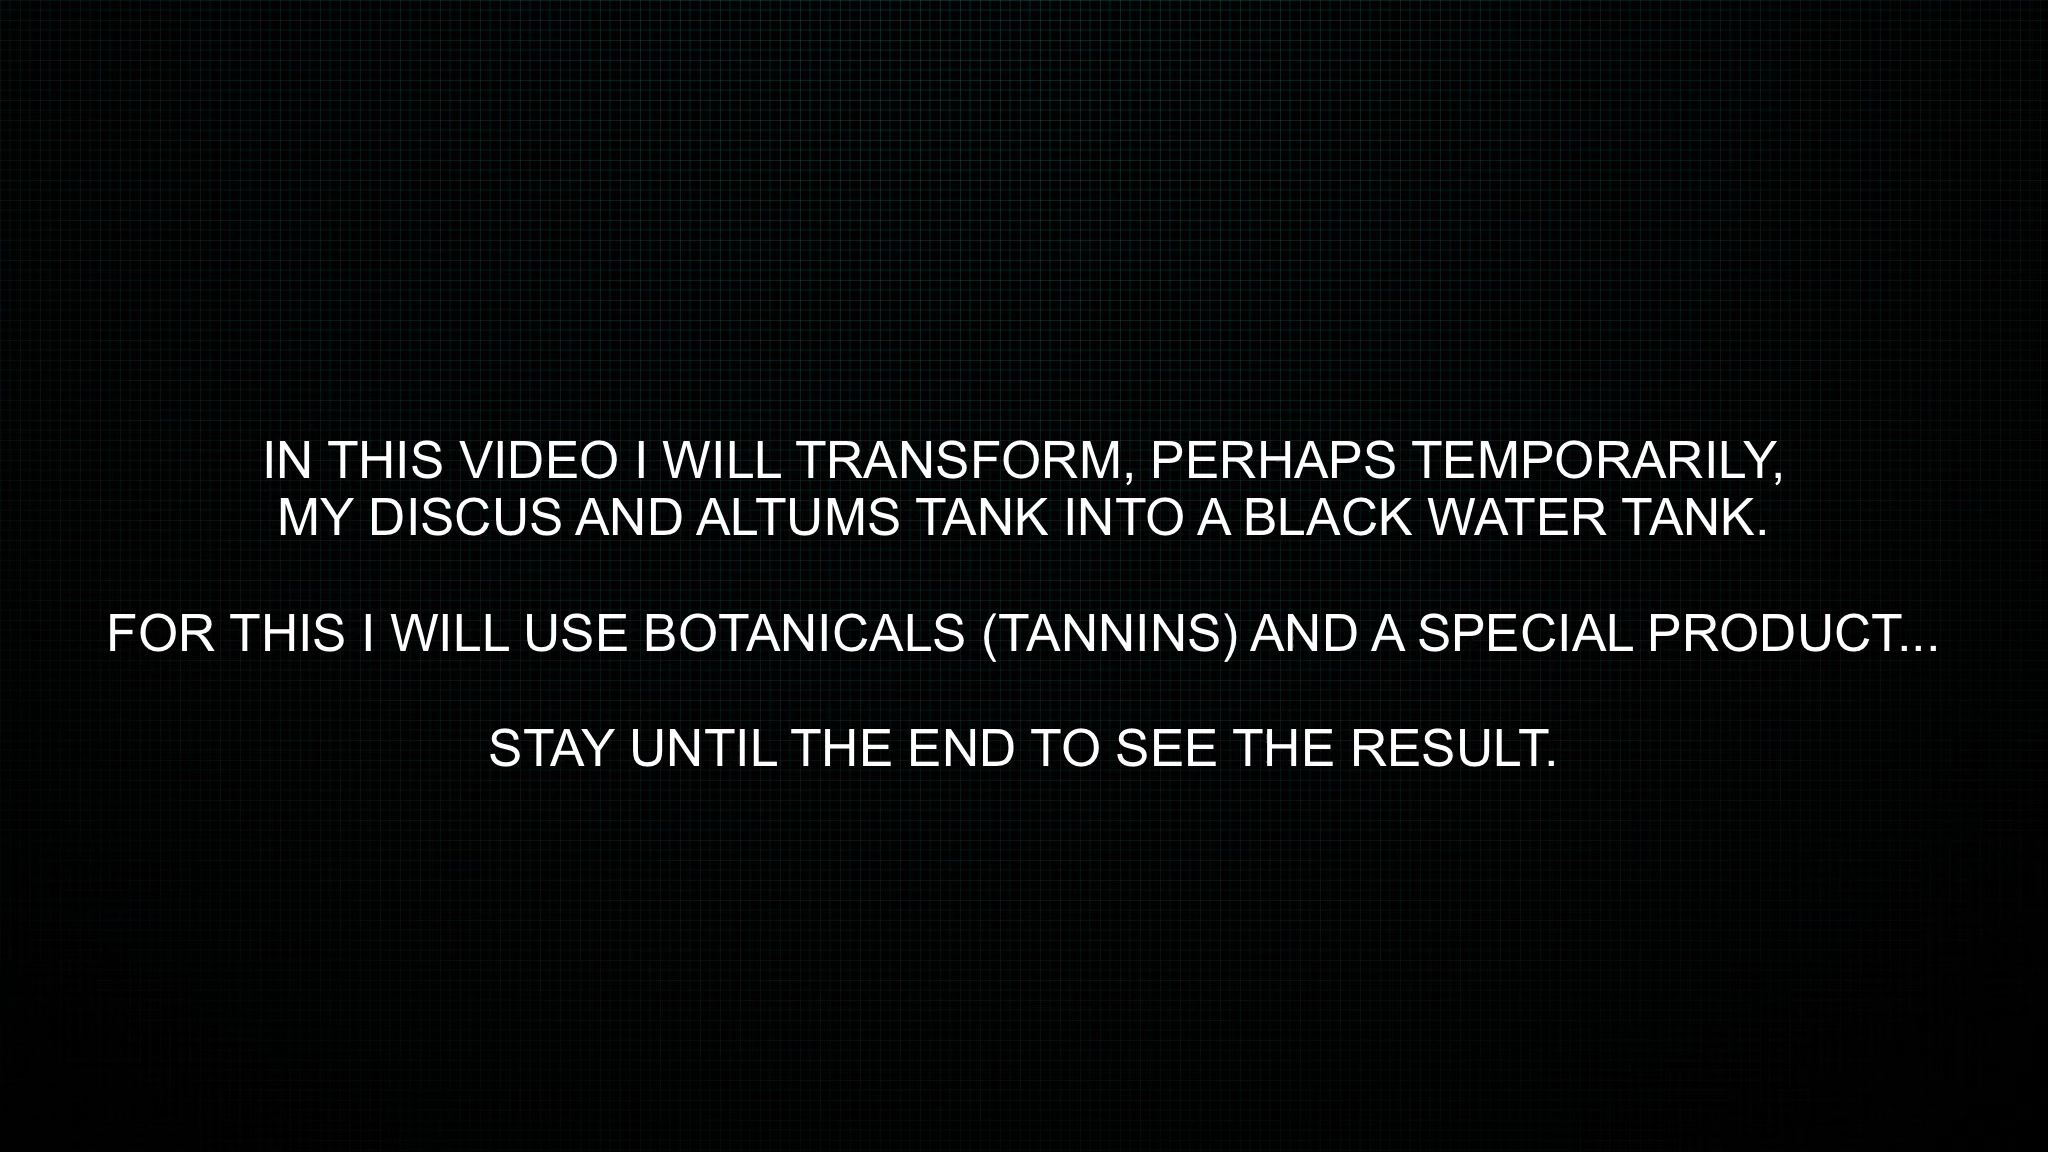 IN THIS VIDEO I WILL TRANSFORM, PERHAPS TEMPORARILY,
MY DISCUS AND ALTUMS TANK INTO A BLACK WATER TANK.
FOR THIS I WILL USE BOTANICALS (TANNINS) AND A SPECIAL PRODUCT...
STAY UNTIL THE END TO SEE THE RESULT.